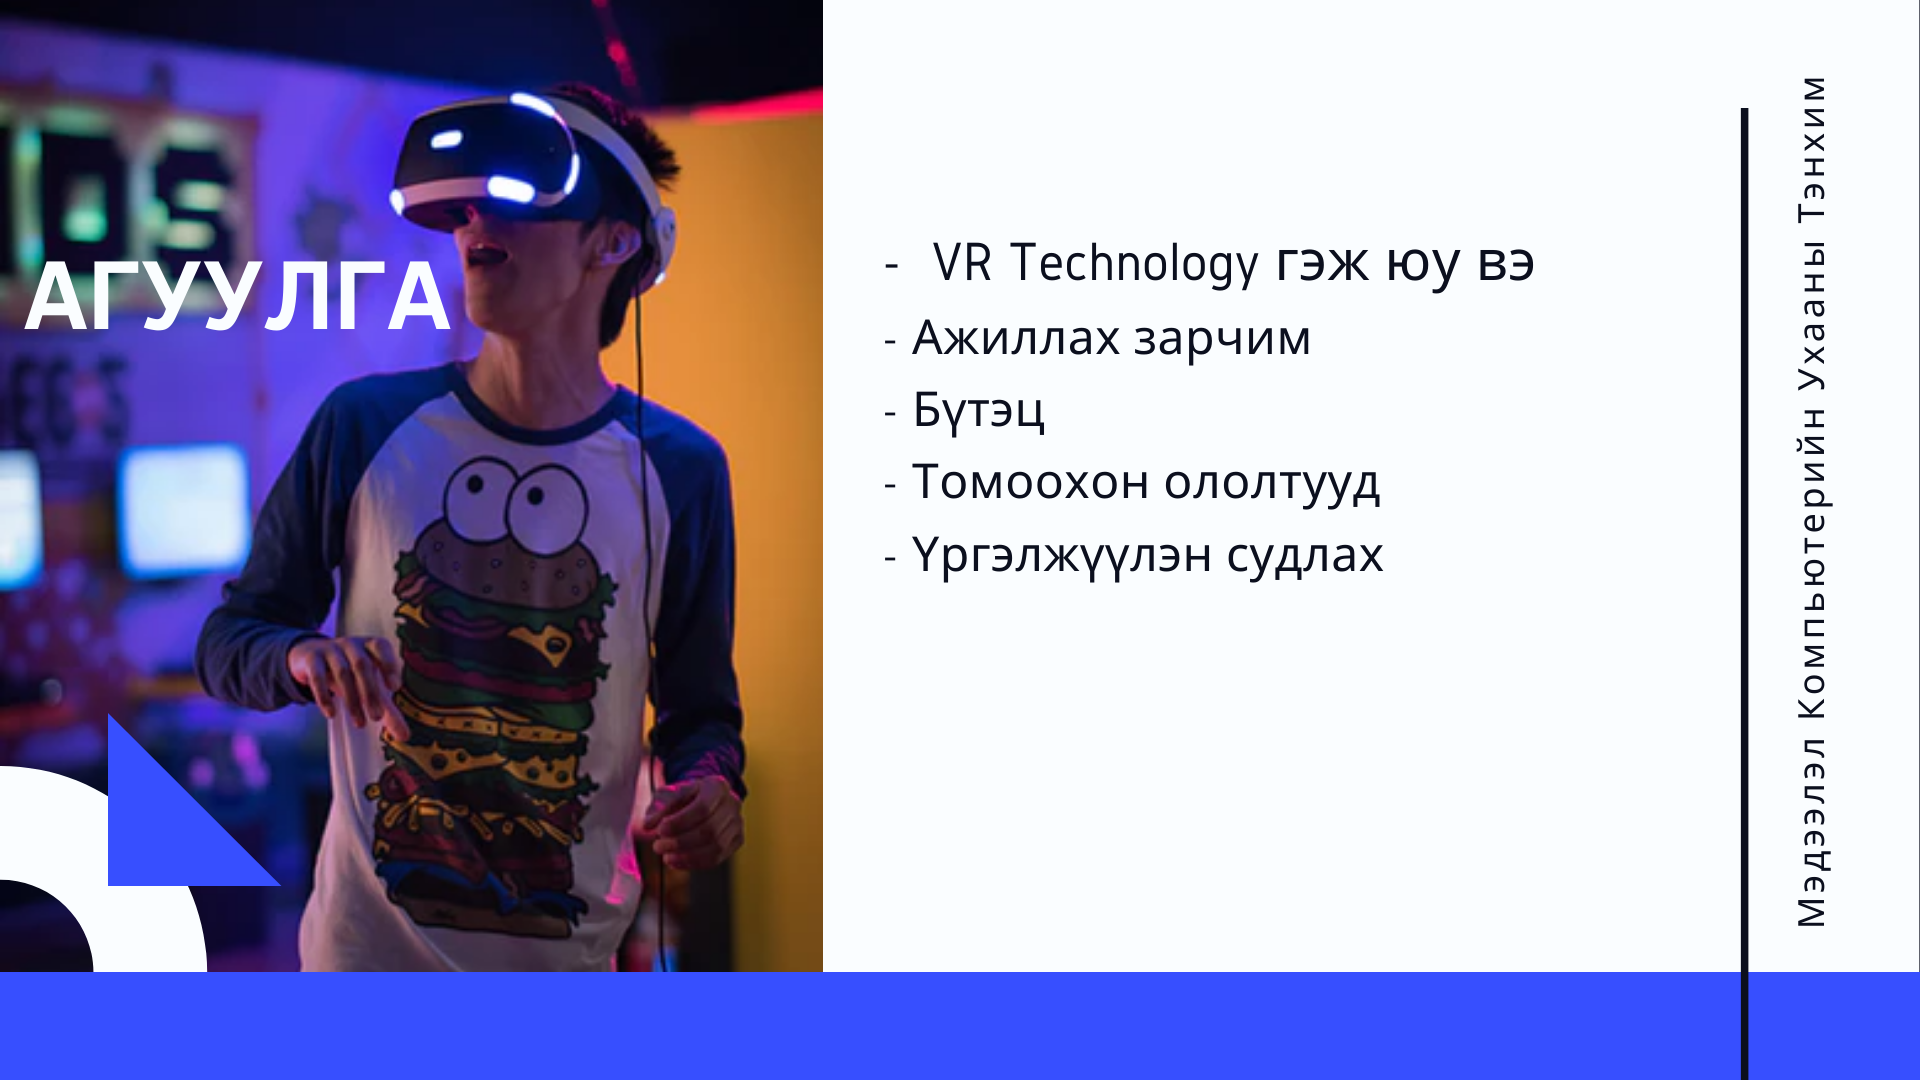 АГУУЛГА
- VR Technology гэж юу вэ
- Ажиллах зарчим
- Бүтэц
- Томоохон ололтууд
- Үргэлжүүлэн судлах
Мэдээлэл Компьютерийн Ухааны Тэнхим